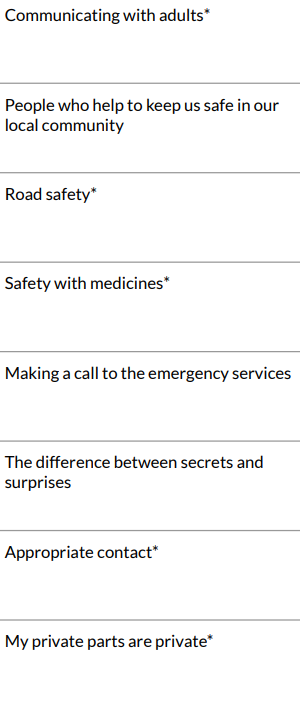 Communicating with adults*
People who help to keep us safe in our
local community
Road safety*
Safety with medicines*
Making a call to the emergency services
The difference between secrets and
surprises
Appropriate contact*
My private parts are private*